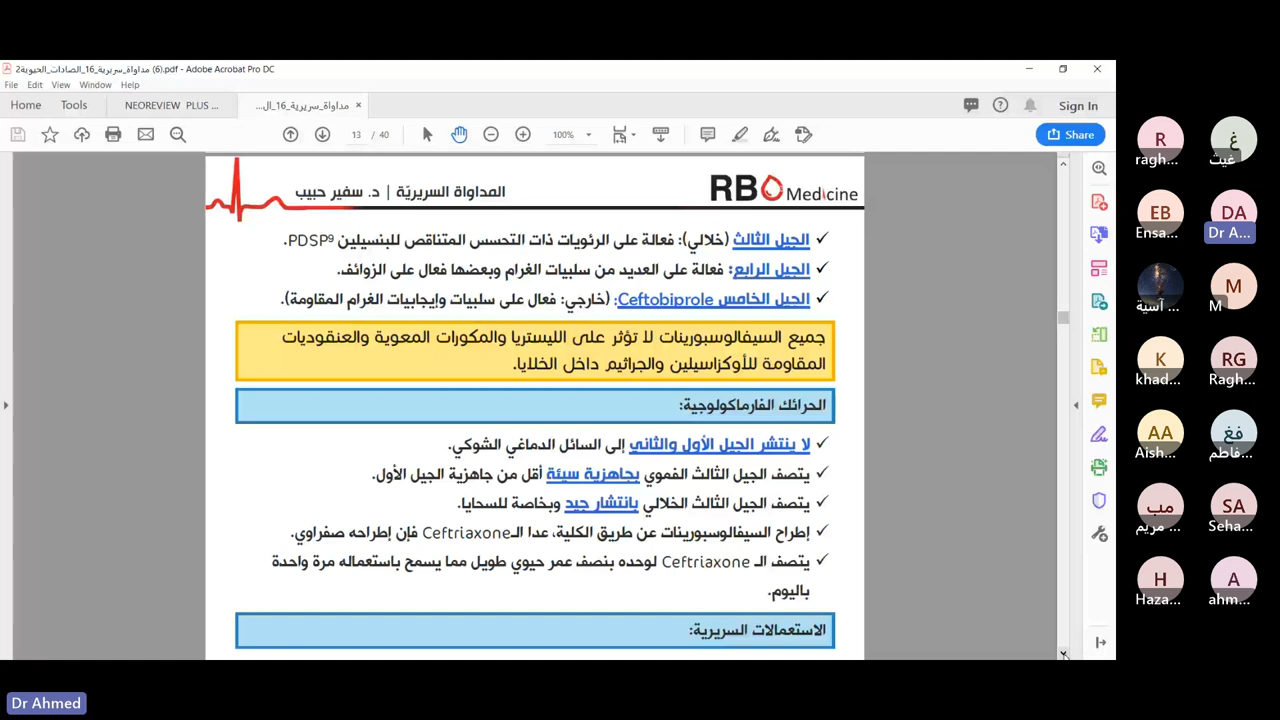 مداواة_سريرية_16_الصادات_الحيوية2 (6).pdf - Adobe Acrobat Pro DC
File Edit View Window Help
Home Tools NEOREVIEW PLUS ... مداواة_سريرية_16_ال... ×
Sign In
13 / 40 100% Share
المداواة السريرية | د. سفير حبيب
RBO Medicine
✓ الجيل الثالث (خلالي): فعالة على الرئويات ذات التحسس المتناقص للبنسيلين PDSP⁹.
✓ الجيل الرابع: فعالة على العديد من سلبيات الغرام وبعضها فعال على الزوائف.
✓ الجيل الخامس Ceftobiprole: (خارجي: فعال على سلبيات وإيجابيات الغرام المقاومة).
جميع السيفالوسبورينات لا تؤثر على الليستريا والمكورات المعوية والعنقوديات
المقاومة للأوكزاسيلين والجراثيم داخل الخلايا.
الحرائك الفارماكولوجية:
✓ لا ينتشر الجيل الأول والثاني إلى السائل الدماغي الشوكي.
✓ يتصف الجيل الثالث الفموي بجاهزية سيئة أقل من جاهزية الجيل الأول.
✓ يتصف الجيل الثالث الخلالي بانتشار جيد وبخاصة للسحايا.
✓ إطراح السيفالوسبورينات عن طريق الكلية، عدا الـCeftriaxone فإن إطراحه صفراوي.
✓ يتصف الـ Ceftriaxone لوحده بنصف عمر حيوي طويل مما يسمح باستعماله مرة واحدة
باليوم.
الاستعمالات السريرية:
R غ
ragh... غيث
EB DA
Ensa... Dr A...
M
آسية ... M
K RG
khad... Ragh...
AA فغ
Aish... فاطم...
مب SA
مريم ... Seha...
H A
Haza... ahm...
Dr Ahmed